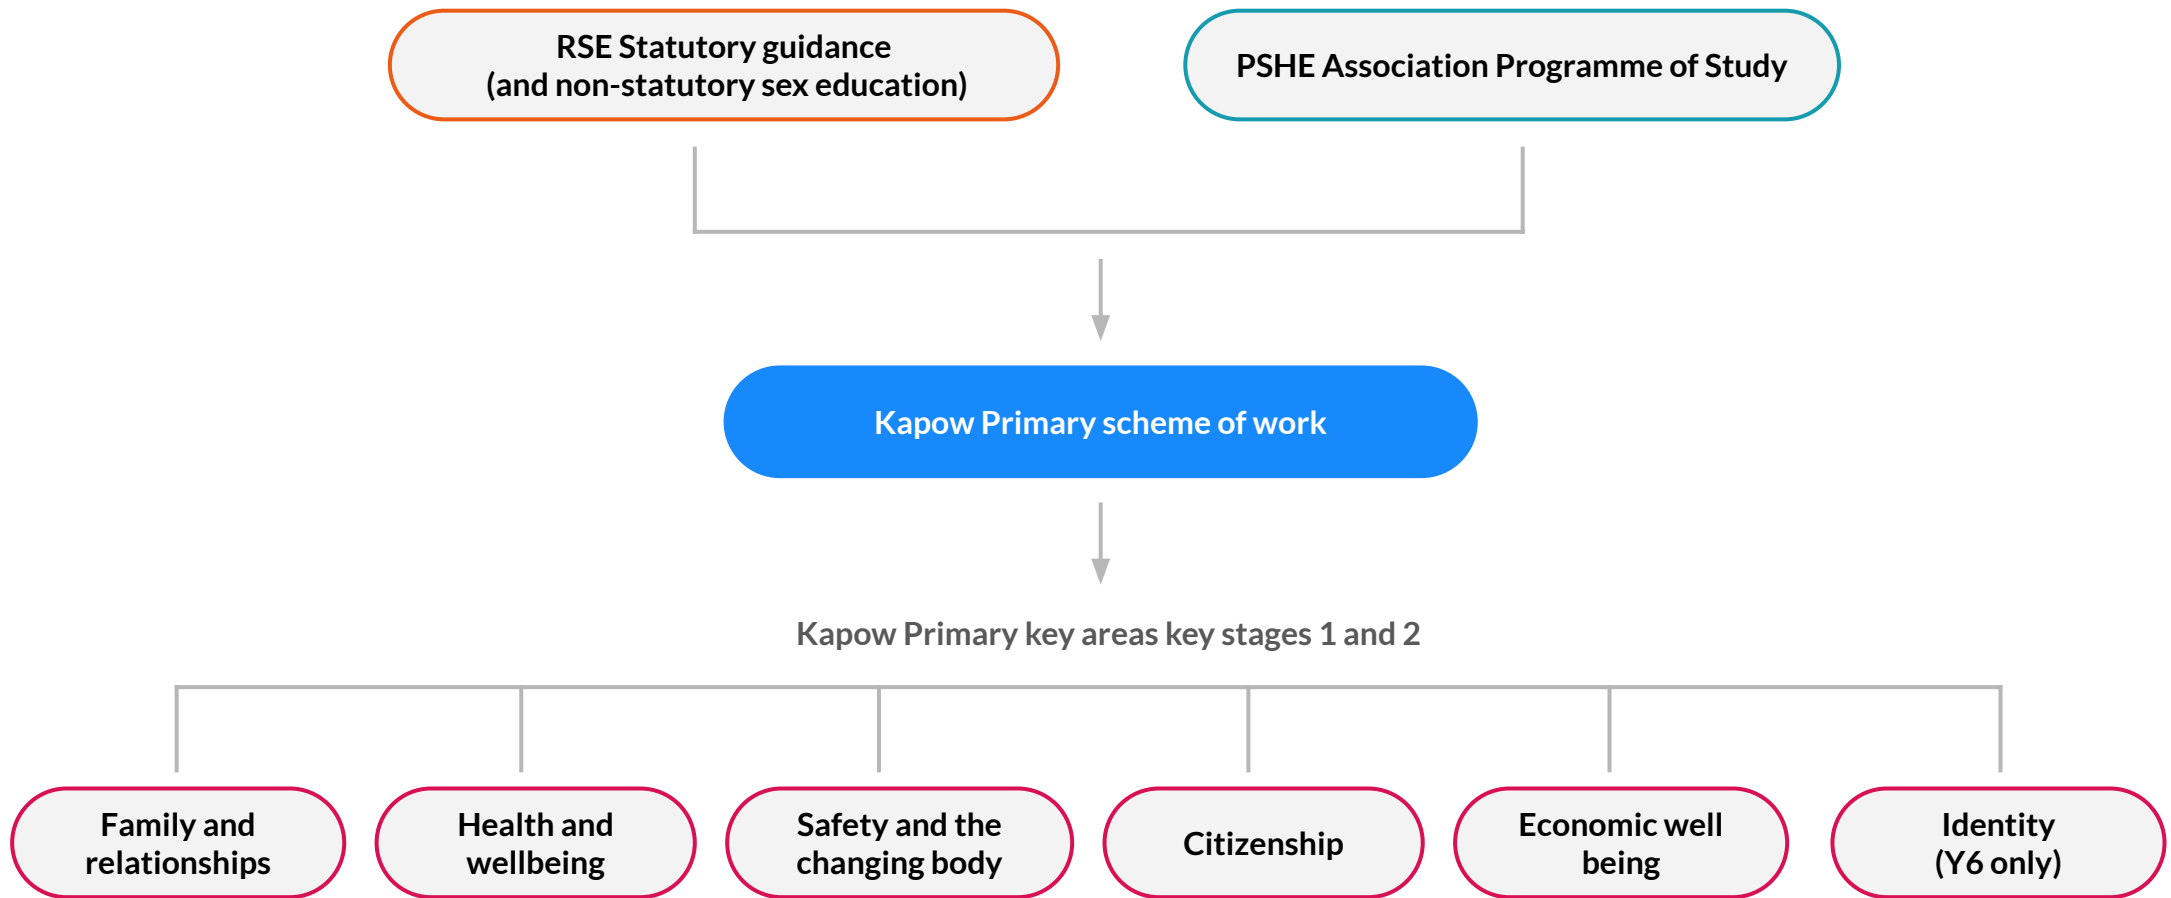 RSE Statutory guidance
(and non-statutory sex education)
PSHE Association Programme of Study
Kapow Primary scheme of work
Kapow Primary key areas key stages 1 and 2
Family and
relationships
Health and
wellbeing
Safety and the
changing body
Citizenship
Economic well
being
Identity
(Y6 only)